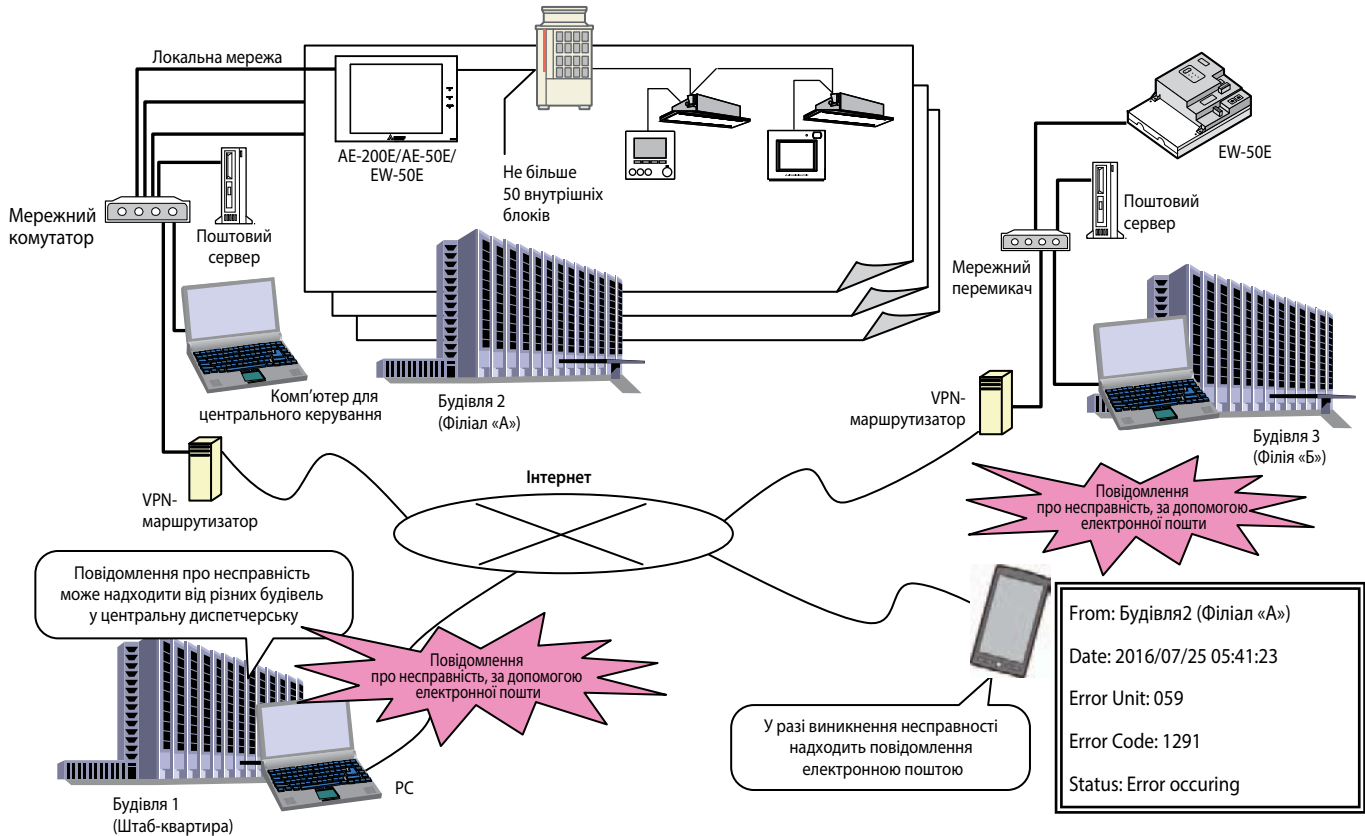 Локальна мережа
AE-200E/AE-50E/
EW-50E
Не більше
50 внутрішніх
блоків
EW-50E
Мережний
комутатор
Поштовий
сервер
Поштовий
сервер
Мережний
перемикач
Комп'ютер для
центрального керування
Будівля 2
(Філіал «А»)
VPN-
маршрутизатор
Будівля 3
(Філія «Б»)
VPN-
маршрутизатор
Інтернет
Повідомлення
про несправність, за допомогою
електронної пошти
Повідомлення про несправність
може надходити від різних будівель
у центральну диспетчерську
Повідомлення
про несправність, за допомогою
електронної пошти
From: Будівля2 (Філіал «А»)
Date: 2016/07/25 05:41:23
Error Unit: 059
Error Code: 1291
Status: Error occuring
У разі виникнення несправності
надходить повідомлення
електронною поштою
PC
Будівля 1
(Штаб-квартира)